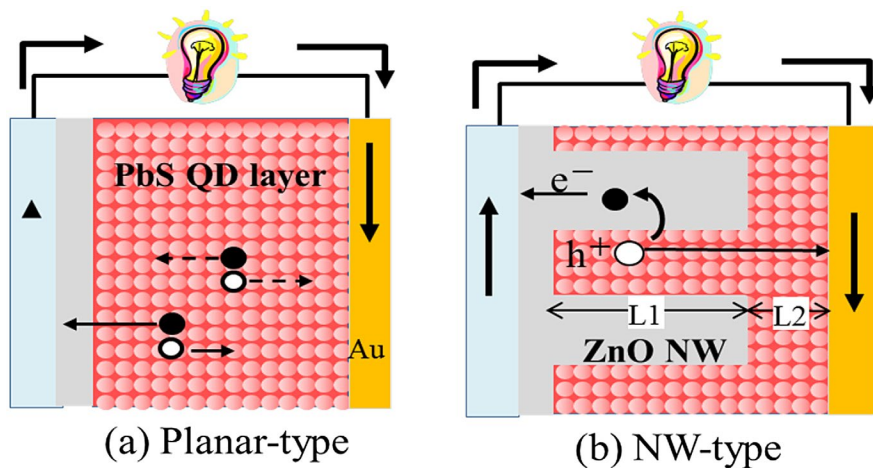 PbS QD layer
Au
(a) Planar-type
e⁻
h⁺
L1
L2
ZnO NW
(b) NW-type